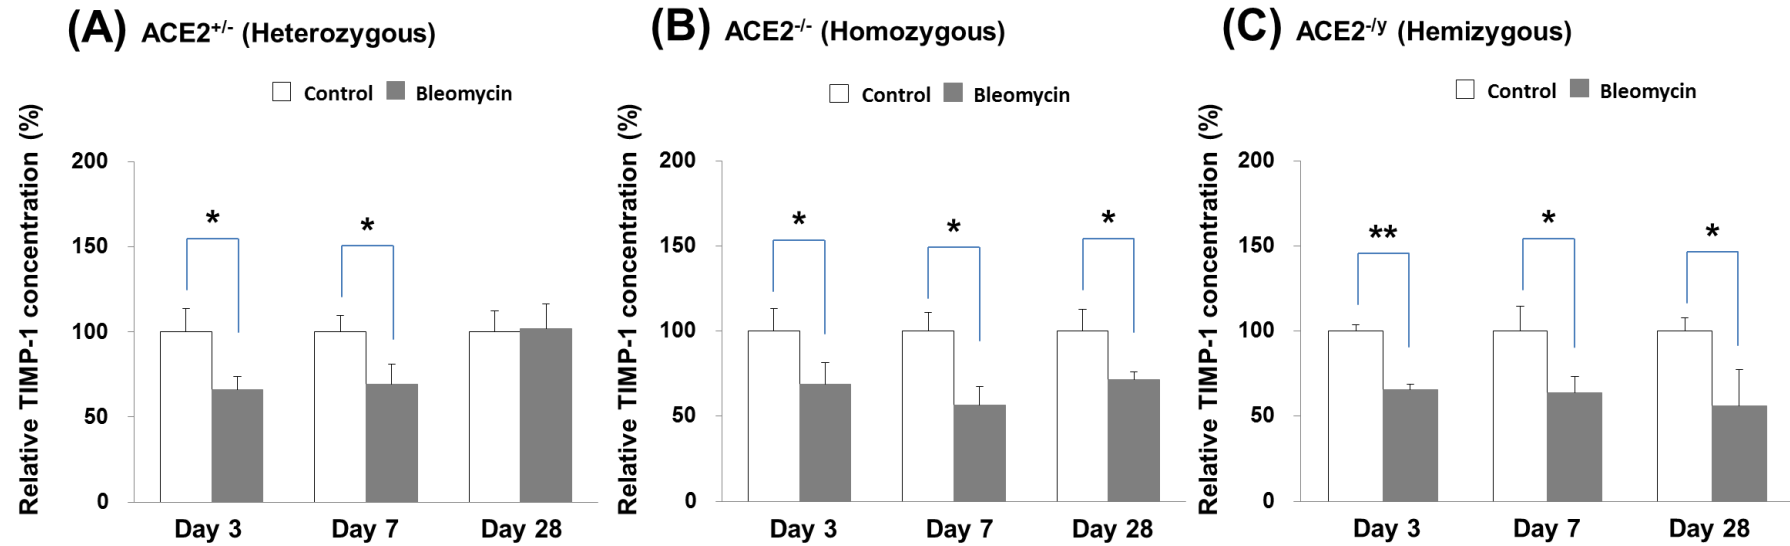 (A) ACE2+/- (Heterozygous)
Control Bleomycin
Relative TIMP-1 concentration (%)
200
150
100
50
0
*
*
Day 3 Day 7 Day 28
(B) ACE2-/- (Homozygous)
Control Bleomycin
Relative TIMP-1 concentration (%)
200
150
100
50
0
*
*
*
Day 3 Day 7 Day 28
(C) ACE2-/y (Hemizygous)
Control Bleomycin
Relative TIMP-1 concentration (%)
200
150
100
50
0
**
*
*
Day 3 Day 7 Day 28